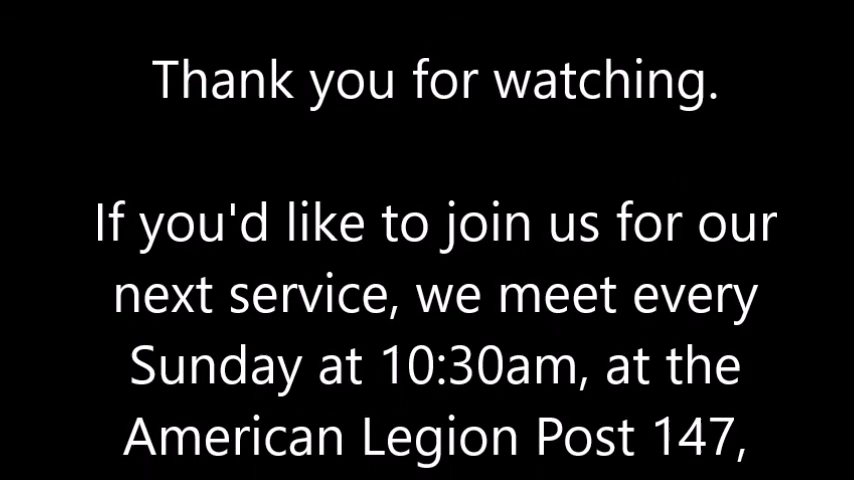 Thank you for watching.
If you'd like to join us for our
next service, we meet every
Sunday at 10:30am, at the
American Legion Post 147,